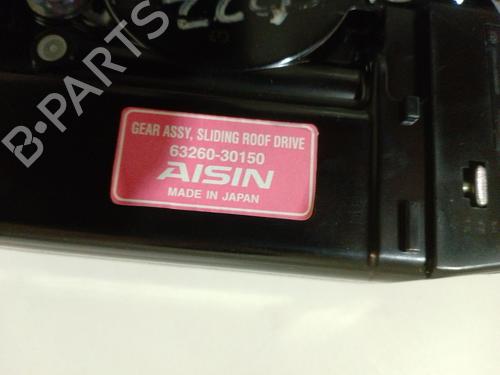 B-PARTS
GEAR ASSY, SLIDING ROOF DRIVE
63260-30150
AISIN
MADE IN JAPAN